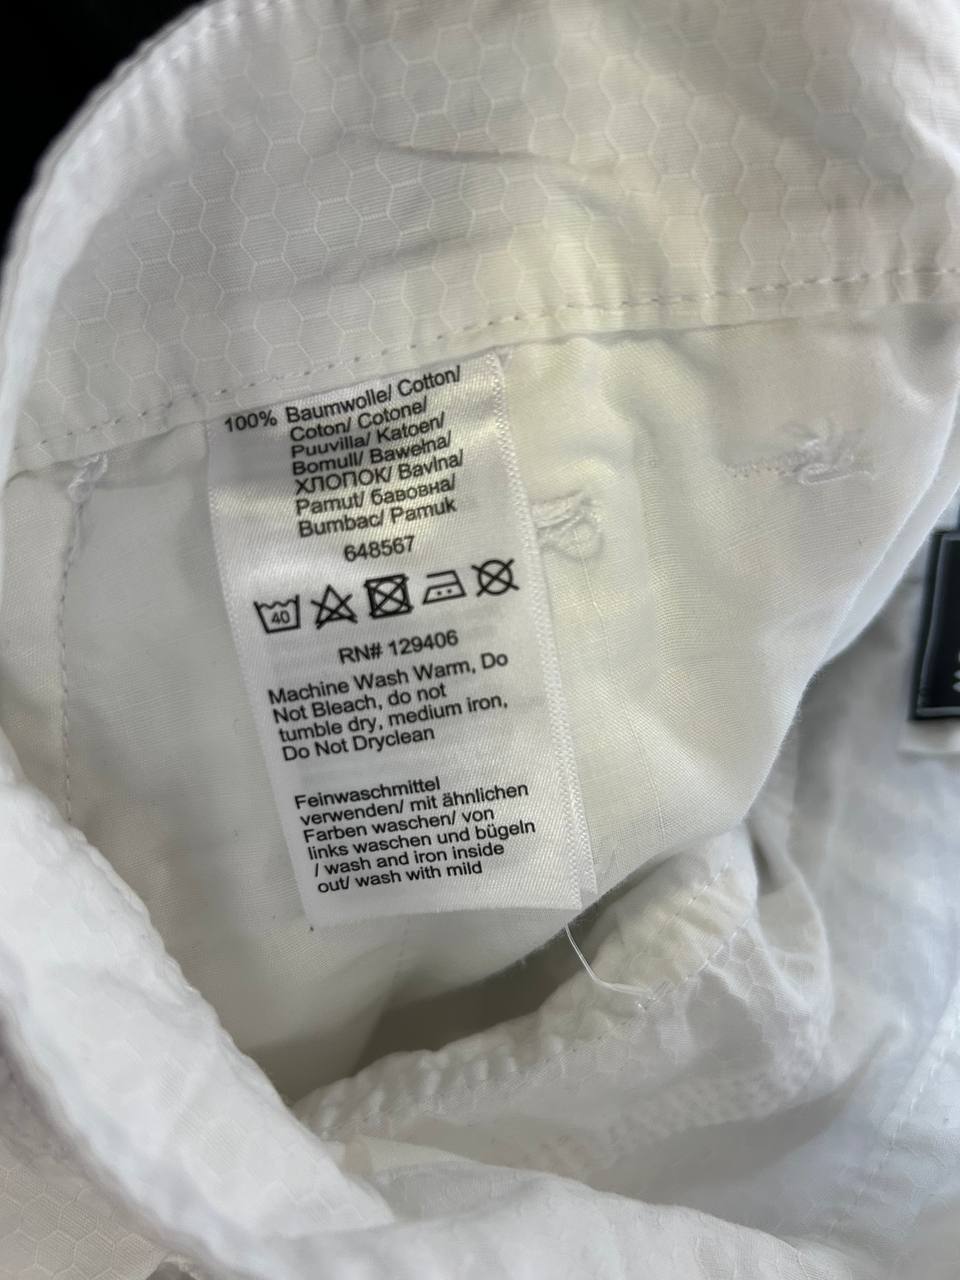 100% Baumwolle/ Cotton/
Coton/ Cotone/
Puuvilla/ Katoen/
Bomull/ Bawełna/
ХЛОПОК/ Bavlna/
Pamut/ бавовна/
Bumbac/ Pamuk
648567
40
RN# 129406
Machine Wash Warm, Do
Not Bleach, do not
tumble dry, medium iron,
Do Not Dryclean
Feinwaschmittel
verwenden/ mit ähnlichen
Farben waschen/ von
links waschen und bügeln
/ wash and iron inside
out/ wash with mild